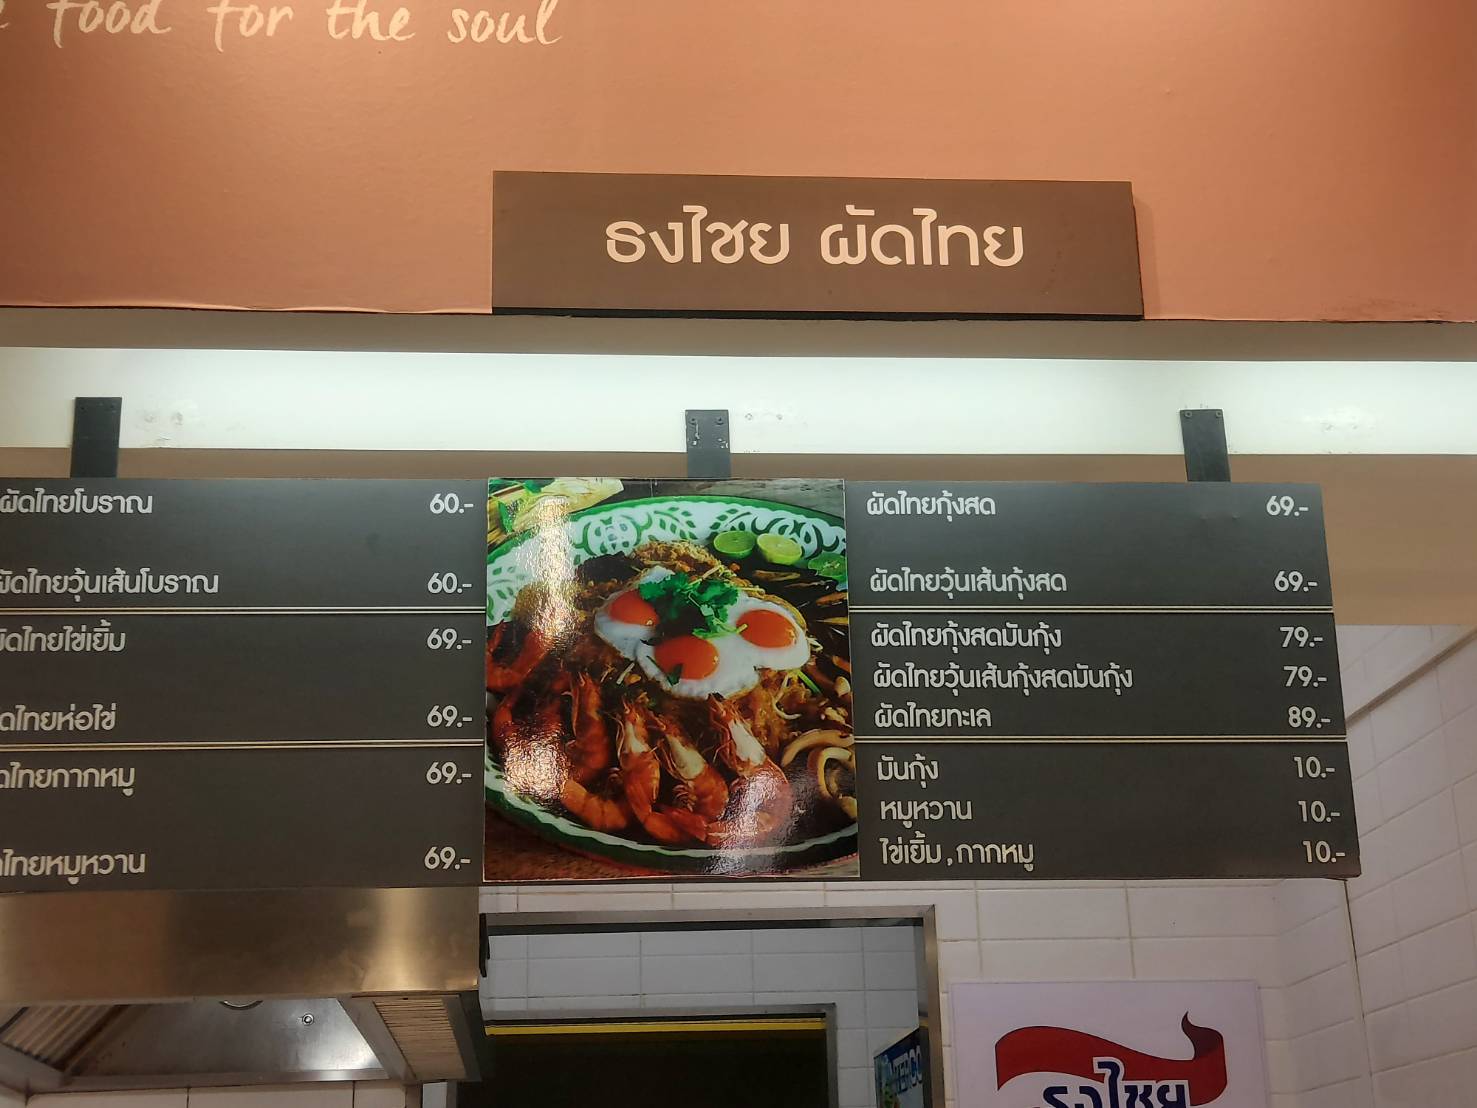 food for the soul
ธงไชย ผัดไทย
ผัดไทยโบราณ 60.-
ผัดไทยวุ้นเส้นโบราณ 60.-
ผัดไทยไข่เยิ้ม 69.-
ผัดไทยห่อไข่ 69.-
ผัดไทยกากหมู 69.-
ผัดไทยหมูหวาน 69.-
ผัดไทยกุ้งสด 69.-
ผัดไทยวุ้นเส้นกุ้งสด 69.-
ผัดไทยกุ้งสดมันกุ้ง 79.-
ผัดไทยวุ้นเส้นกุ้งสดมันกุ้ง 79.-
ผัดไทยทะเล 89.-
มันกุ้ง 10.-
หมูหวาน 10.-
ไข่เยิ้ม,กากหมู 10.-
ธงไชย